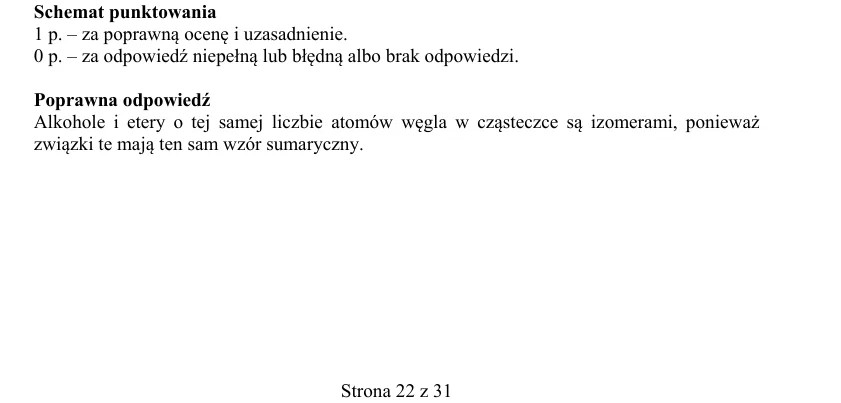 Schemat punktowania
1 p. – za poprawną ocenę i uzasadnienie.
0 p. – za odpowiedź niepełną lub błędną albo brak odpowiedzi.
Poprawna odpowiedź
Alkohole i etery o tej samej liczbie atomów węgla w cząsteczce są izomerami, ponieważ
związki te mają ten sam wzór sumaryczny.
Strona 22 z 31